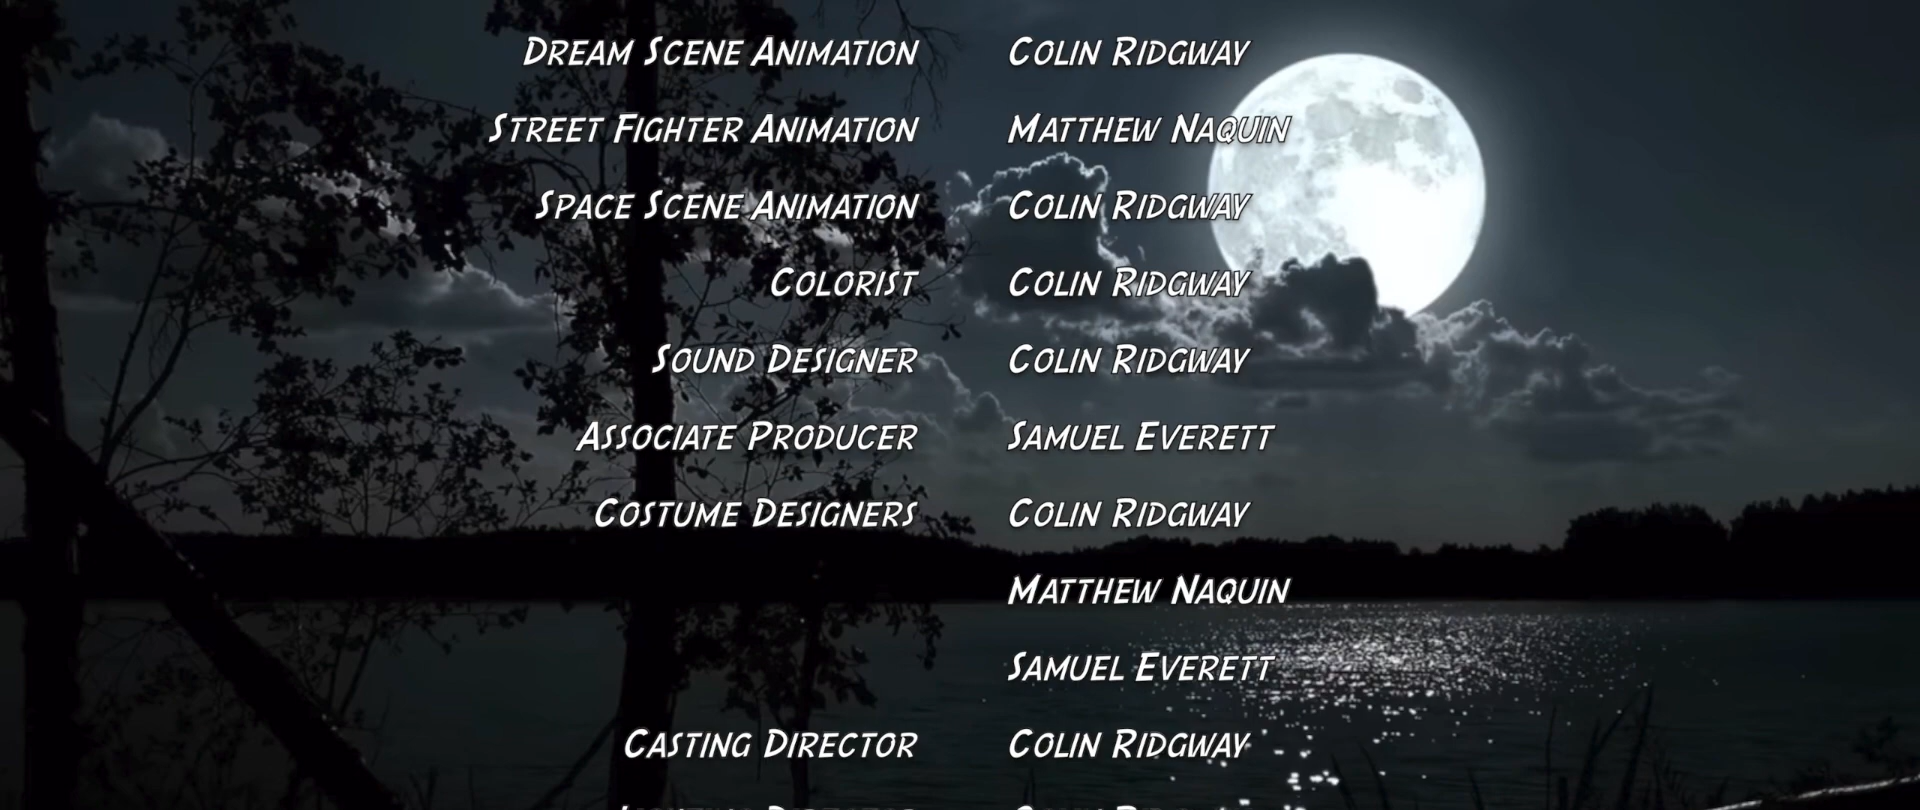 Dream Scene Animation Colin Ridgway
Street Fighter Animation Matthew Naquin
Space Scene Animation Colin Ridgway
Colorist Colin Ridgway
Sound Designer Colin Ridgway
Associate Producer Samuel Everett
Costume Designers Colin Ridgway
Matthew Naquin
Samuel Everett
Casting Director Colin Ridgway